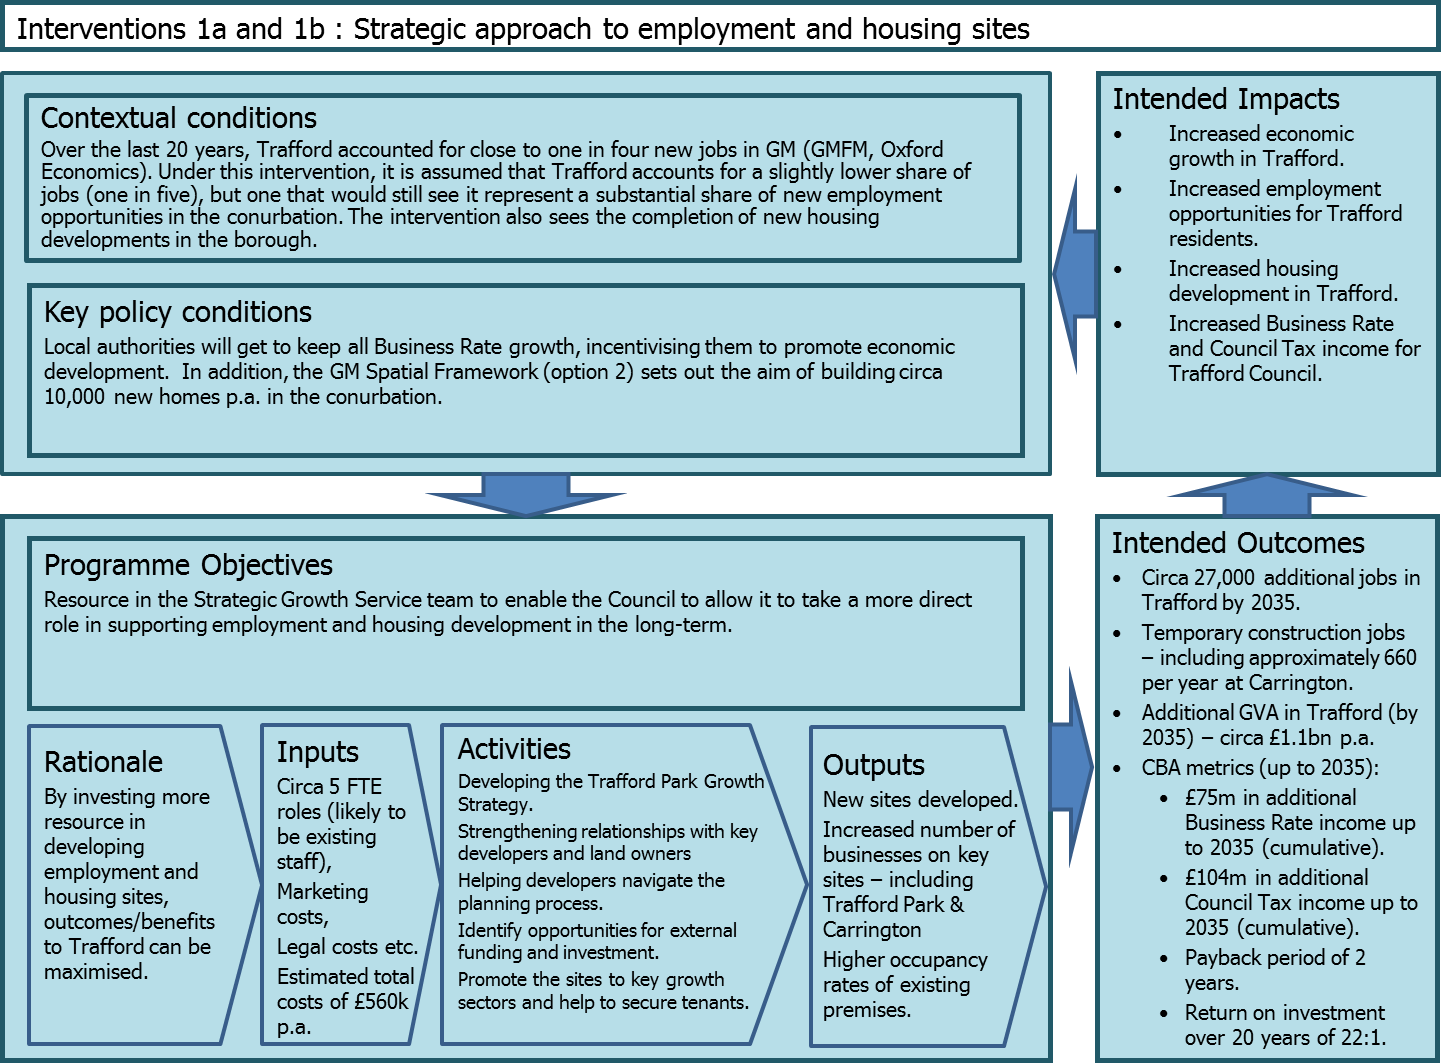 Interventions 1a and 1b : Strategic approach to employment and housing sites
Contextual conditions
Over the last 20 years, Trafford accounted for close to one in four new jobs in GM (GMFM, Oxford
Economics). Under this intervention, it is assumed that Trafford accounts for a slightly lower share of
jobs (one in five), but one that would still see it represent a substantial share of new employment
opportunities in the conurbation. The intervention also sees the completion of new housing
developments in the borough.
Key policy conditions
Local authorities will get to keep all Business Rate growth, incentivising them to promote economic
development.  In addition, the GM Spatial Framework (option 2) sets out the aim of building circa
10,000 new homes p.a. in the conurbation.
Intended Impacts
• Increased economic
growth in Trafford.
• Increased employment
opportunities for Trafford
residents.
• Increased housing
development in Trafford.
• Increased Business Rate
and Council Tax income for
Trafford Council.
Programme Objectives
Resource in the Strategic Growth Service team to enable the Council to allow it to take a more direct
role in supporting employment and housing development in the long-term.
Rationale
By investing more
resource in
developing
employment and
housing sites,
outcomes/benefits
to Trafford can be
maximised.
Inputs
Circa 5 FTE
roles (likely to
be existing
staff),
Marketing
costs,
Legal costs etc.
Estimated total
costs of £560k
p.a.
Activities
Developing the Trafford Park Growth
Strategy.
Strengthening relationships with key
developers and land owners
Helping developers navigate the
planning process.
Identify opportunities for external
funding and investment.
Promote the sites to key growth
sectors and help to secure tenants.
Outputs
New sites developed.
Increased number of
businesses on key
sites – including
Trafford Park &
Carrington
Higher occupancy
rates of existing
premises.
Intended Outcomes
• Circa 27,000 additional jobs in
Trafford by 2035.
• Temporary construction jobs
– including approximately 660
per year at Carrington.
• Additional GVA in Trafford (by
2035) – circa £1.1bn p.a.
• CBA metrics (up to 2035):
• £75m in additional
Business Rate income up
to 2035 (cumulative).
• £104m in additional
Council Tax income up to
2035 (cumulative).
• Payback period of 2
years.
• Return on investment
over 20 years of 22:1.